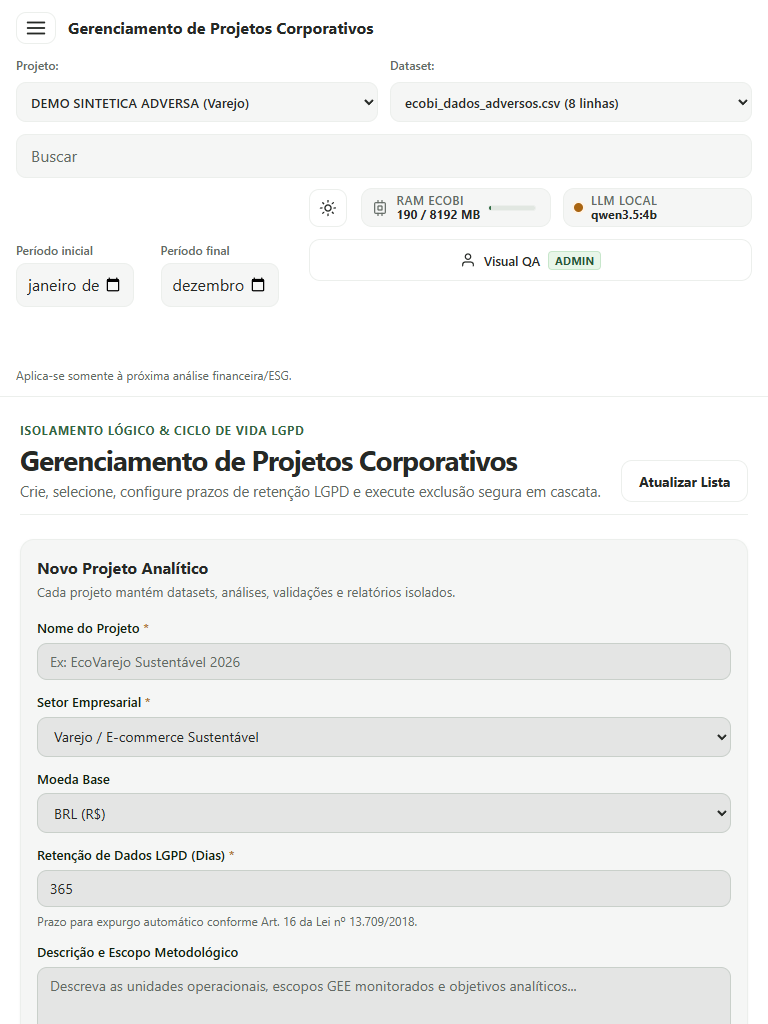 Gerenciamento de Projetos Corporativos
Projeto:
Dataset:
DEMO SINTETICA ADVERSA (Varejo)
ecobi_dados_adversos.csv (8 linhas)
Buscar
RAM ECOBI
190 / 8192 MB
LLM LOCAL
qwen3.5:4b
Período inicial
Período final
janeiro de
dezembro
Visual QA
ADMIN
Aplica-se somente à próxima análise financeira/ESG.
ISOLAMENTO LÓGICO & CICLO DE VIDA LGPD
Gerenciamento de Projetos Corporativos
Crie, selecione, configure prazos de retenção LGPD e execute exclusão segura em cascata.
Atualizar Lista
Novo Projeto Analítico
Cada projeto mantém datasets, análises, validações e relatórios isolados.
Nome do Projeto *
Ex: EcoVarejo Sustentável 2026
Setor Empresarial *
Varejo / E-commerce Sustentável
Moeda Base
BRL (R$)
Retenção de Dados LGPD (Dias) *
365
Prazo para expurgo automático conforme Art. 16 da Lei nº 13.709/2018.
Descrição e Escopo Metodológico
Descreva as unidades operacionais, escopos GEE monitorados e objetivos analíticos...